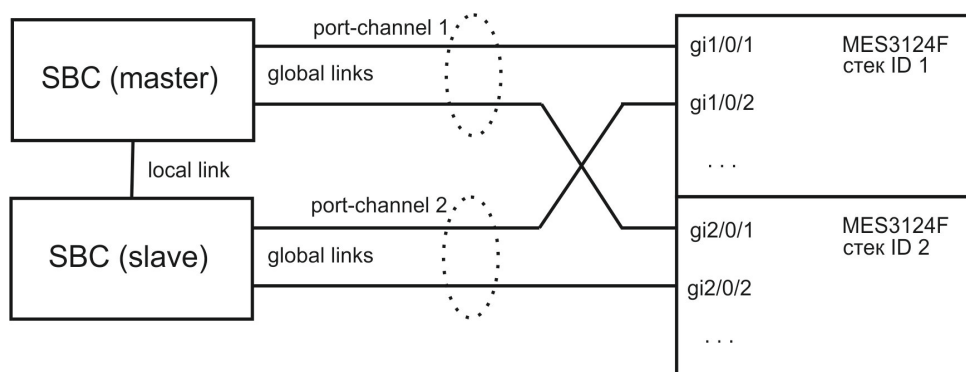 SBC (master)
port-channel 1
global links
gi1/0/1
MES3124F
стек ID 1
gi1/0/2
. . .
local link
SBC (slave)
port-channel 2
global links
gi2/0/1
MES3124F
стек ID 2
gi2/0/2
. . .